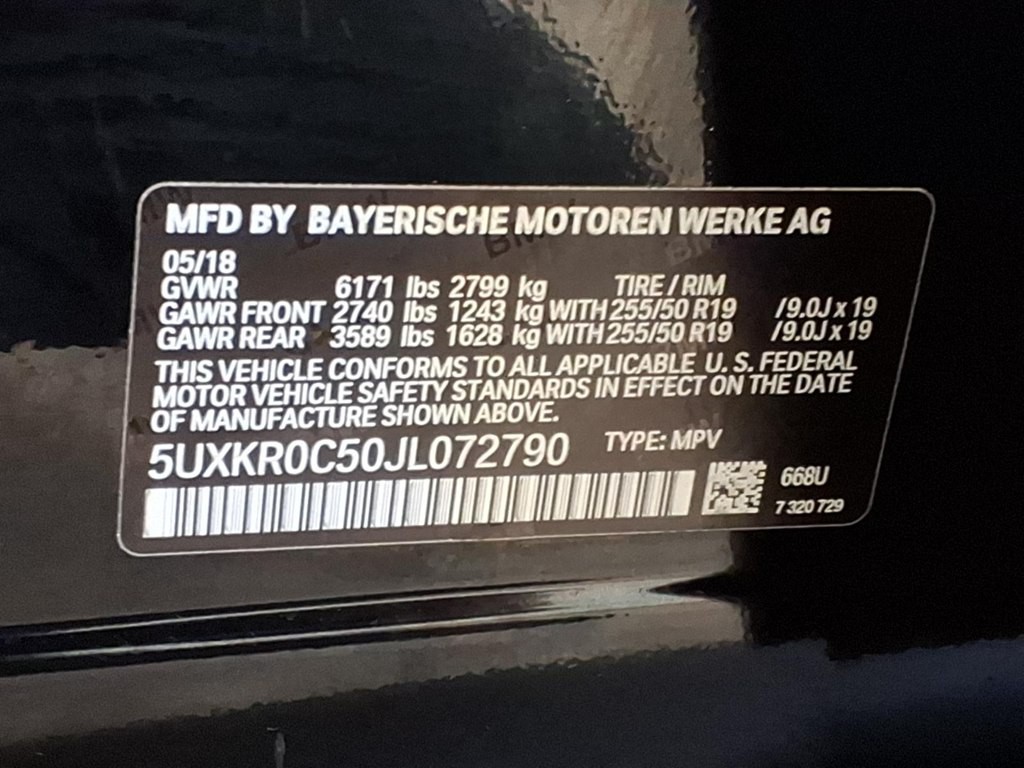 MFD BY BAYERISCHE MOTOREN WERKE AG
05/18
GVWR 6171 lbs 2799 kg TIRE / RIM
GAWR FRONT 2740 lbs 1243 kg WITH 255/50 R19 /9.0J x 19
GAWR REAR 3589 lbs 1628 kg WITH 255/50 R19 /9.0J x 19
THIS VEHICLE CONFORMS TO ALL APPLICABLE U. S. FEDERAL
MOTOR VEHICLE SAFETY STANDARDS IN EFFECT ON THE DATE
OF MANUFACTURE SHOWN ABOVE.
5UXKR0C50JL072790 TYPE: MPV
668U
7 320 729